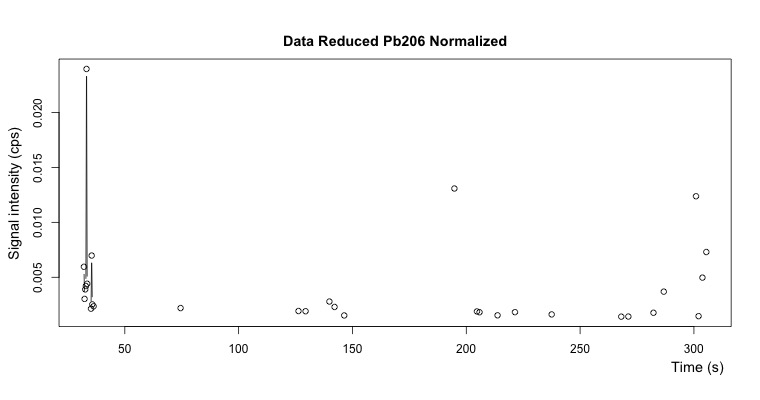 Data Reduced Pb206 Normalized
Signal intensity (cps)
0.020
0.015
0.010
0.005
50 100 150 200 250 300
Time (s)